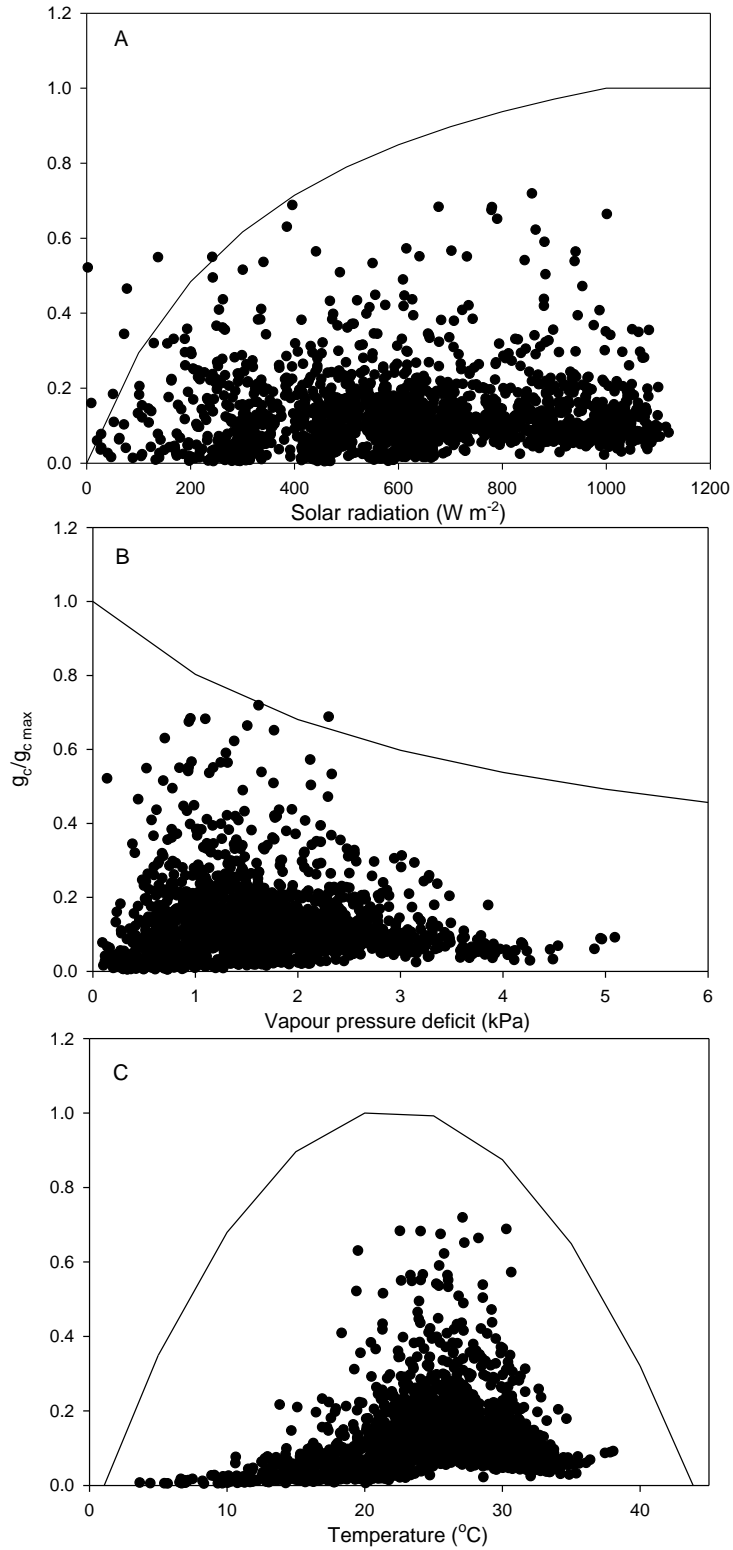 A
1.2
1.0
0.8
0.6
0.4
0.2
0.0
0 200 400 600 800 1000 1200
Solar radiation (W m⁻²)
B
1.2
1.0
0.8
0.6
0.4
0.2
0.0
g_c/g_c max
0 1 2 3 4 5 6
Vapour pressure deficit (kPa)
C
1.2
1.0
0.8
0.6
0.4
0.2
0.0
0 10 20 30 40
Temperature (°C)